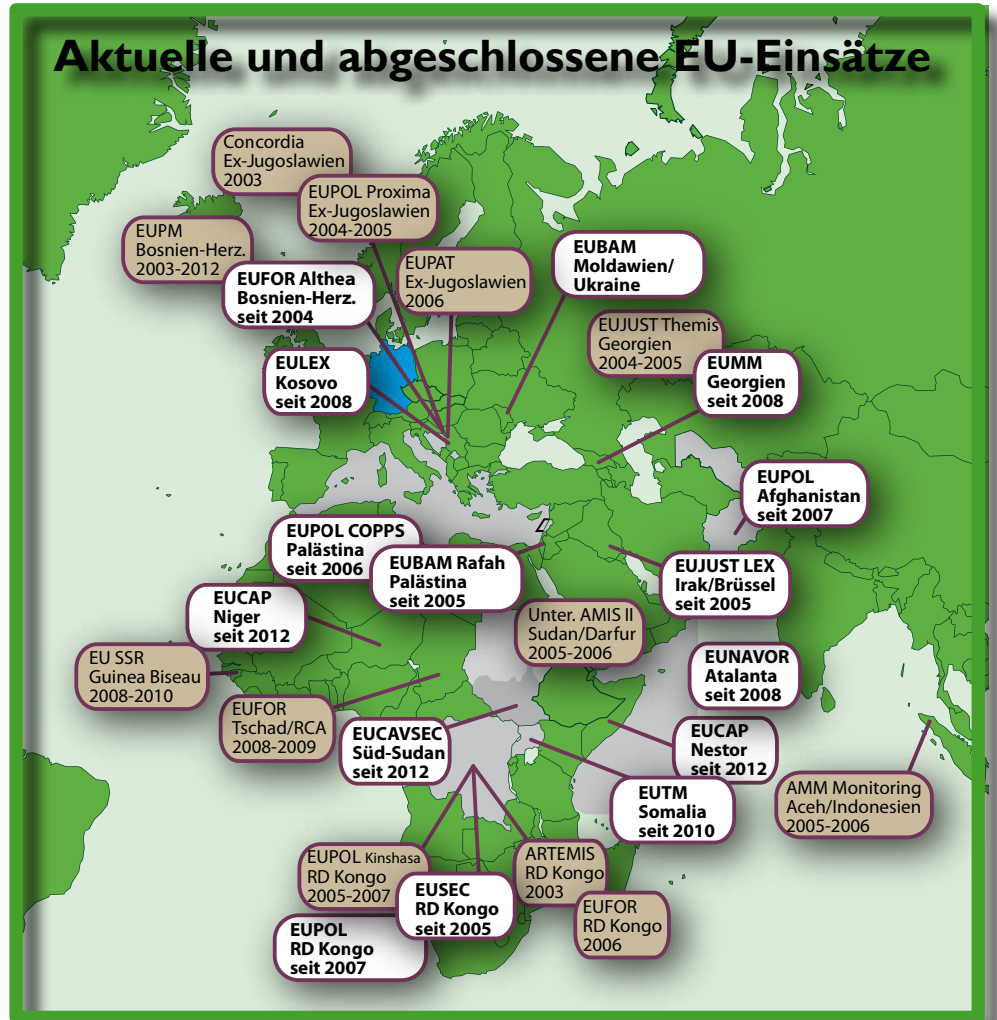 Aktuelle und abgeschlossene EU-Einsätze
Concordia
Ex-Jugoslawien
2003
EUPOL Proxima
Ex-Jugoslawien
2004-2005
EUPM
Bosnien-Herz.
2003-2012
EUFOR Althea
Bosnien-Herz.
seit 2004
EUPAT
Ex-Jugoslawien
2006
EUBAM
Moldawien/
Ukraine
EUJUST Themis
Georgien
2004-2005
EULEX
Kosovo
seit 2008
EUMM
Georgien
seit 2008
EUPOL
Afghanistan
seit 2007
EUPOL COPPS
Palästina
seit 2006
EUBAM Rafah
Palästina
seit 2005
EUJUST LEX
Irak/Brüssel
seit 2005
EUCAP
Niger
seit 2012
Unter. AMIS II
Sudan/Darfur
2005-2006
EU SSR
Guinea Biseau
2008-2010
EUNAVOR
Atalanta
seit 2008
EUFOR
Tschad/RCA
2008-2009
EUCAVSEC
Süd-Sudan
seit 2012
EUCAP
Nestor
seit 2012
EUTM
Somalia
seit 2010
AMM Monitoring
Aceh/Indonesien
2005-2006
EUPOL Kinshasa
RD Kongo
2005-2007
EUSEC
RD Kongo
seit 2005
ARTEMIS
RD Kongo
2003
EUFOR
RD Kongo
2006
EUPOL
RD Kongo
seit 2007